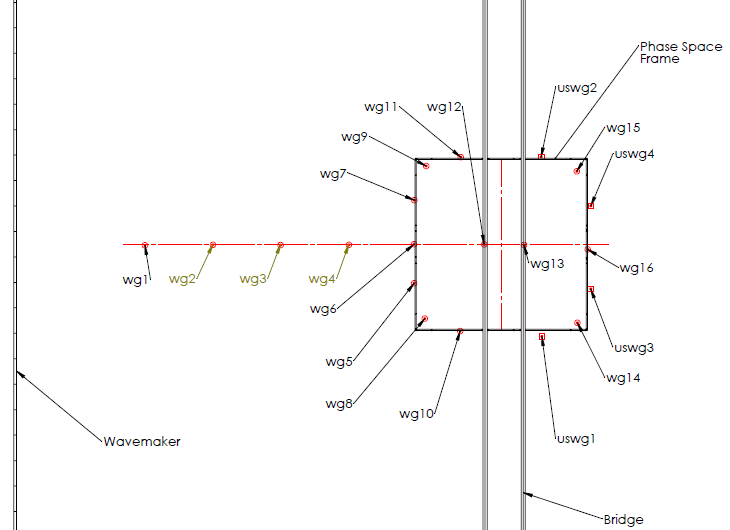 Phase Space
Frame
uswg2
wg11
wg12
wg15
wg9
uswg4
wg7
wg1
wg2
wg3
wg4
wg13
wg16
wg6
uswg3
wg5
wg14
wg8
wg10
uswg1
Wavemaker
Bridge